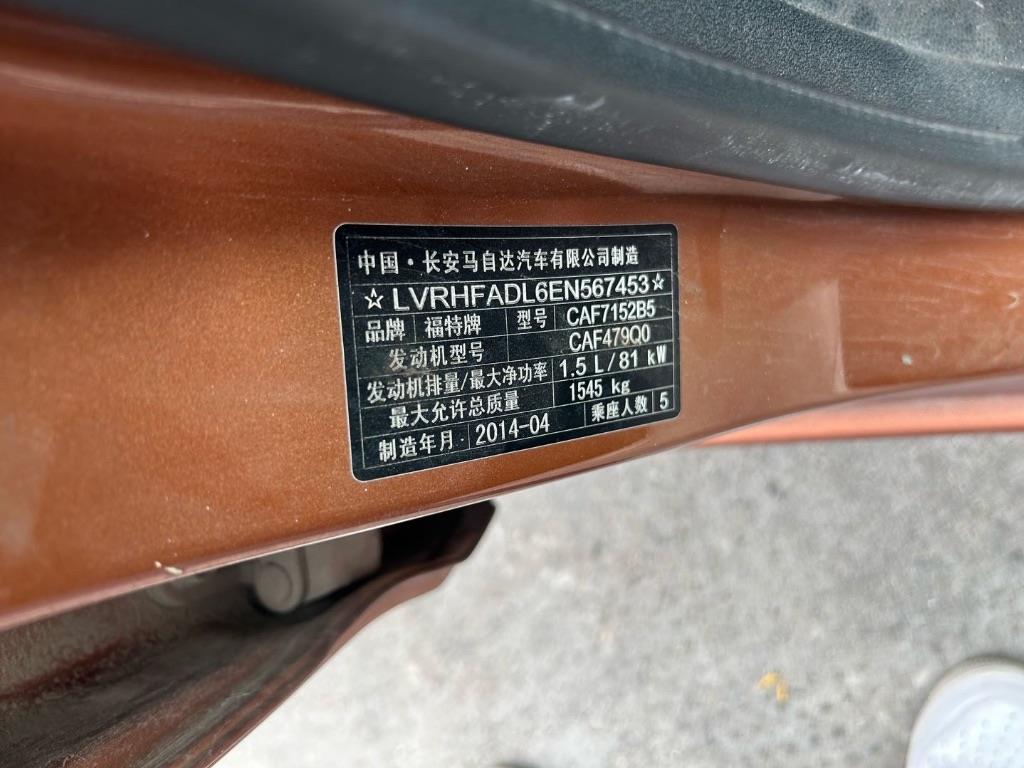 中国·长安马自达汽车有限公司制造
☆LVRHFADL6EN567453☆
品牌 福特牌 型号 CAF7152B5
发动机型号 CAF479Q0
发动机排量/最大净功率 1.5 L/81 kW
最大允许总质量 1545 kg
制造年月 2014-04 乘座人数 5